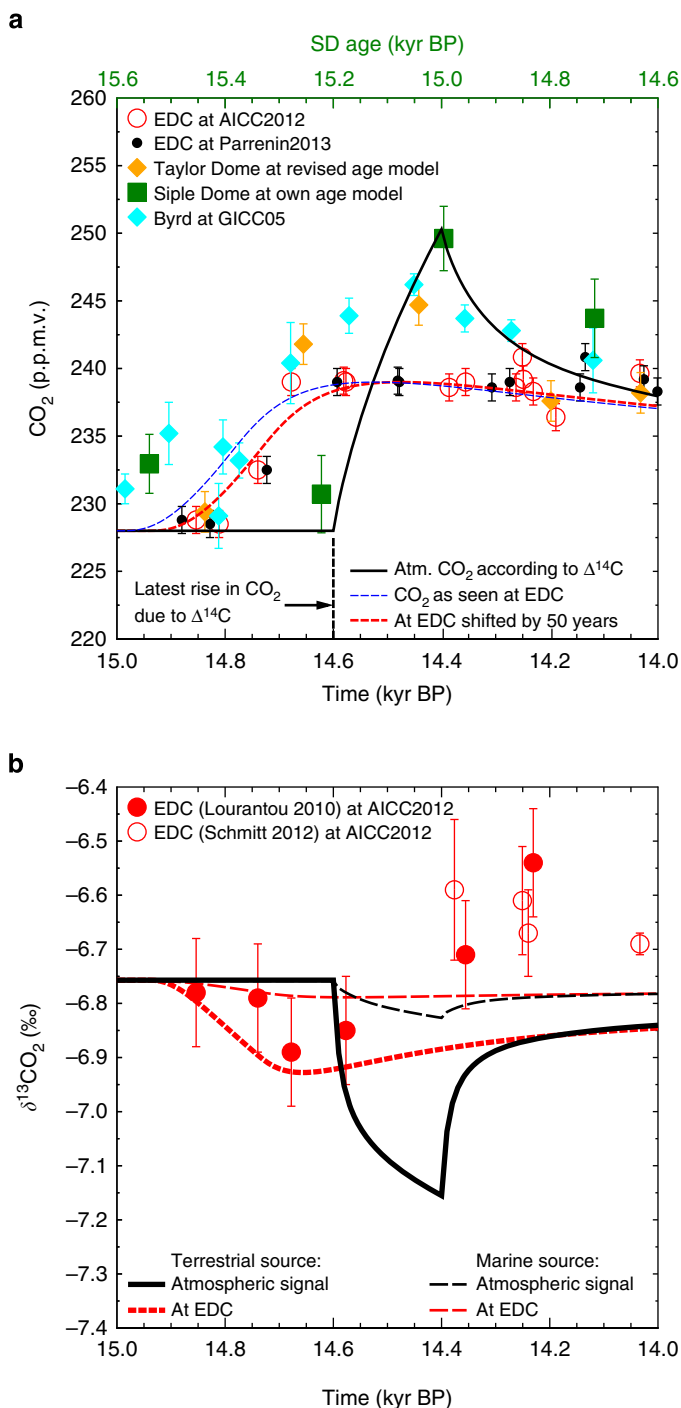 a
SD age (kyr BP)
15.6 15.4 15.2 15.0 14.8 14.6
260
255
250
245
240
235
230
225
220
CO2 (p.p.m.v.)
EDC at AICC2012
EDC at Parrenin2013
Taylor Dome at revised age model
Siple Dome at own age model
Byrd at GICC05
Latest rise in CO2
due to Δ14C
Atm. CO2 according to Δ14C
CO2 as seen at EDC
At EDC shifted by 50 years
15.0 14.8 14.6 14.4 14.2 14.0
Time (kyr BP)
b
−6.4
−6.5
−6.6
−6.7
−6.8
−6.9
−7.0
−7.1
−7.2
−7.3
−7.4
δ13CO2 (‰)
EDC (Lourantou 2010) at AICC2012
EDC (Schmitt 2012) at AICC2012
Terrestrial source:
Atmospheric signal
At EDC
Marine source:
Atmospheric signal
At EDC
15.0 14.8 14.6 14.4 14.2 14.0
Time (kyr BP)